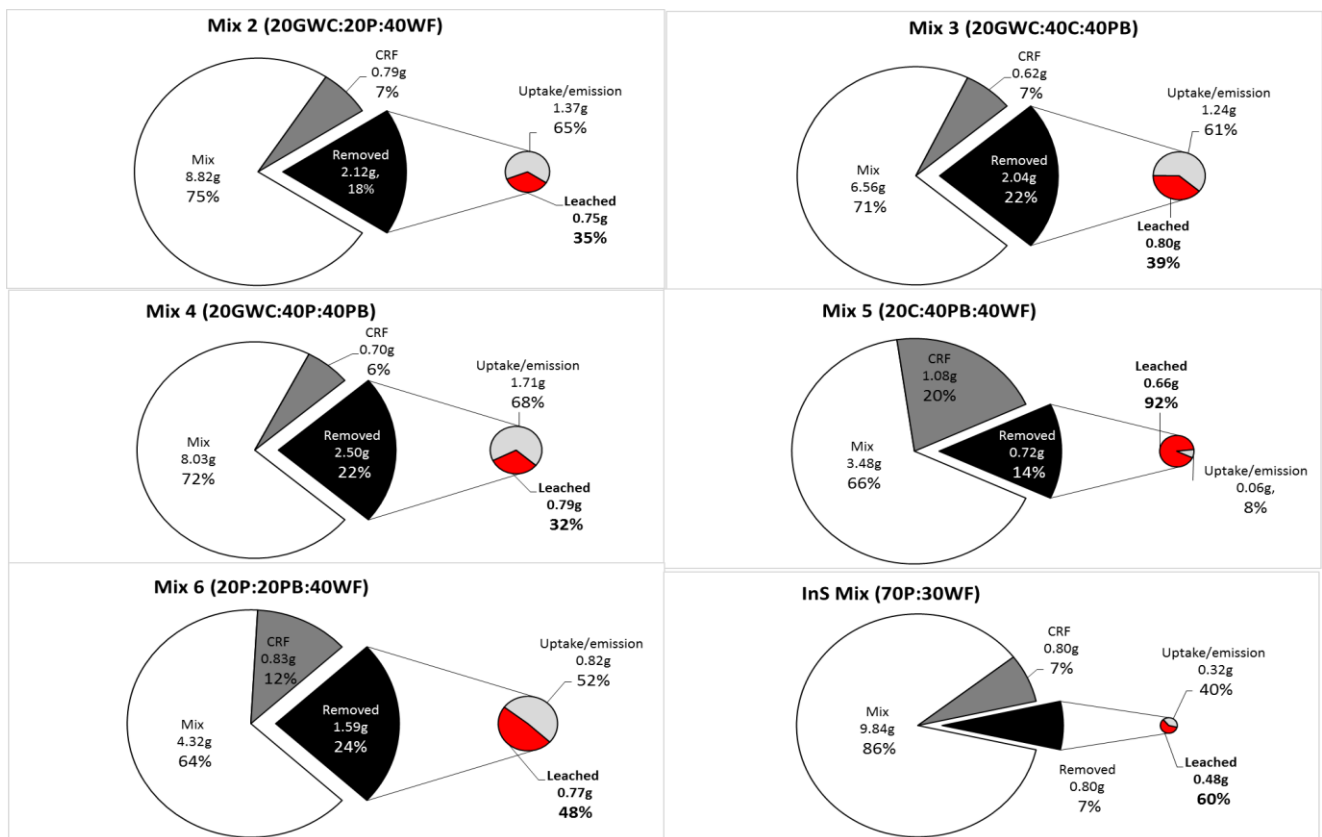 Mix 2 (20GWC:20P:40WF)
CRF
0.79g
7%
Uptake/emission
1.37g
65%
Mix
8.82g
75%
Removed
2.12g,
18%
Leached
0.75g
35%
Mix 3 (20GWC:40C:40PB)
CRF
0.62g
7%
Uptake/emission
1.24g
61%
Mix
6.56g
71%
Removed
2.04g
22%
Leached
0.80g
39%
Mix 4 (20GWC:40P:40PB)
CRF
0.70g
6%
Uptake/emission
1.71g
68%
Mix
8.03g
72%
Removed
2.50g
22%
Leached
0.79g
32%
Mix 5 (20C:40PB:40WF)
CRF
1.08g
20%
Leached
0.66g
92%
Mix
3.48g
66%
Removed
0.72g
14%
Uptake/emission
0.06g,
8%
Mix 6 (20P:20PB:40WF)
CRF
0.83g
12%
Uptake/emission
0.82g
52%
Mix
4.32g
64%
Removed
1.59g
24%
Leached
0.77g
48%
InS Mix (70P:30WF)
CRF
0.80g
7%
Uptake/emission
0.32g
40%
Mix
9.84g
86%
Removed
0.80g
7%
Leached
0.48g
60%